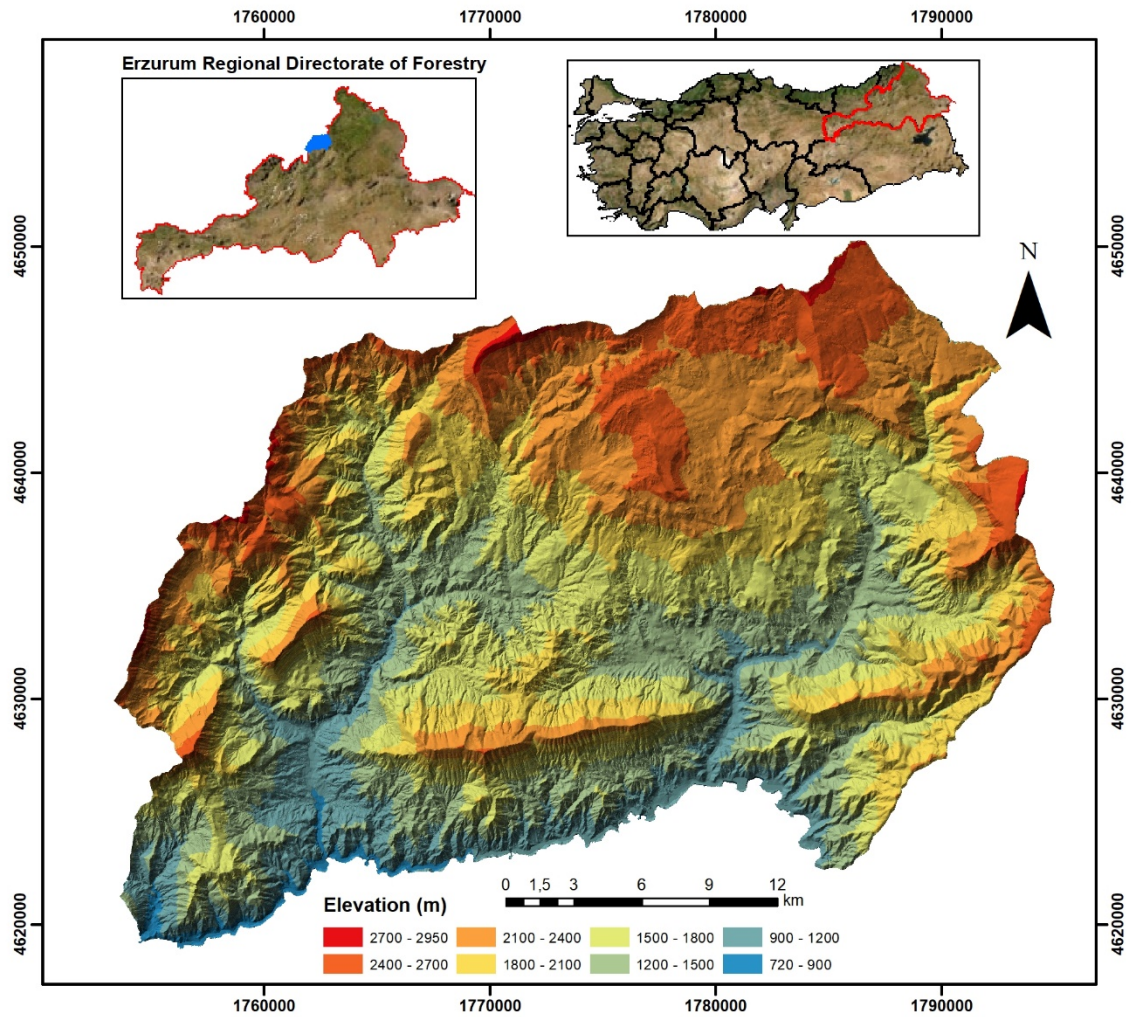 1760000 1770000 1780000 1790000
Erzurum Regional Directorate of Forestry
4650000 4650000
N
4640000 4640000
4630000 4630000
0 1,5 3 6 9 12
km
Elevation (m)
2700 - 2950 2100 - 2400 1500 - 1800 900 - 1200
2400 - 2700 1800 - 2100 1200 - 1500 720 - 900
4620000 4620000
1760000 1770000 1780000 1790000